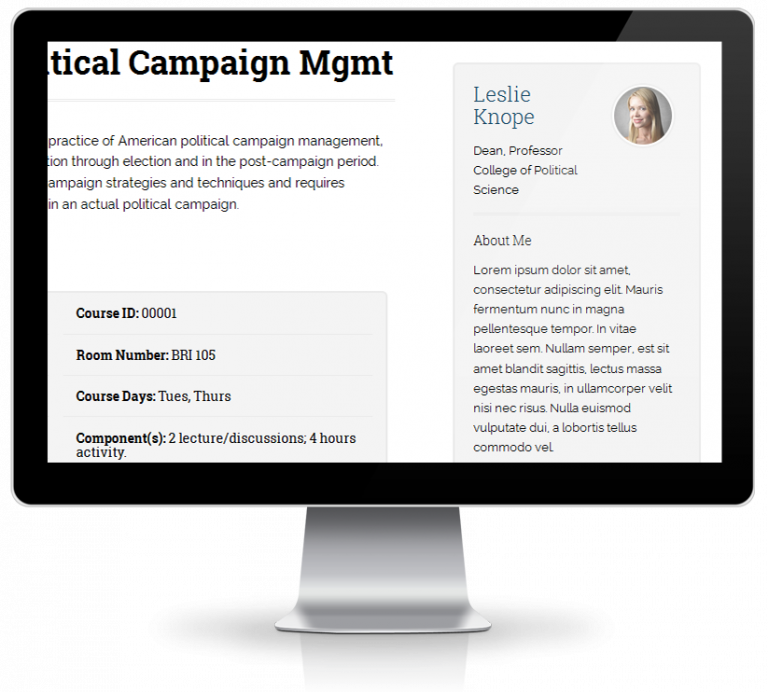 tical Campaign Mgmt
practice of American political campaign management,
tion through election and in the post-campaign period.
ampaign strategies and techniques and requires
in an actual political campaign.
Course ID: 00001
Room Number: BRI 105
Course Days: Tues, Thurs
Component(s): 2 lecture/discussions; 4 hours
activity.
Leslie
Knope
Dean, Professor
College of Political
Science
About Me
Lorem ipsum dolor sit amet,
consectetur adipiscing elit. Mauris
fermentum nunc in magna
pellentesque tempor. In vitae
laoreet sem. Nullam semper, est sit
amet blandit sagittis, lectus massa
egestas mauris, in ullamcorper velit
nisi nec risus. Nulla euismod
vulputate dui, a lobortis tellus
commodo vel.